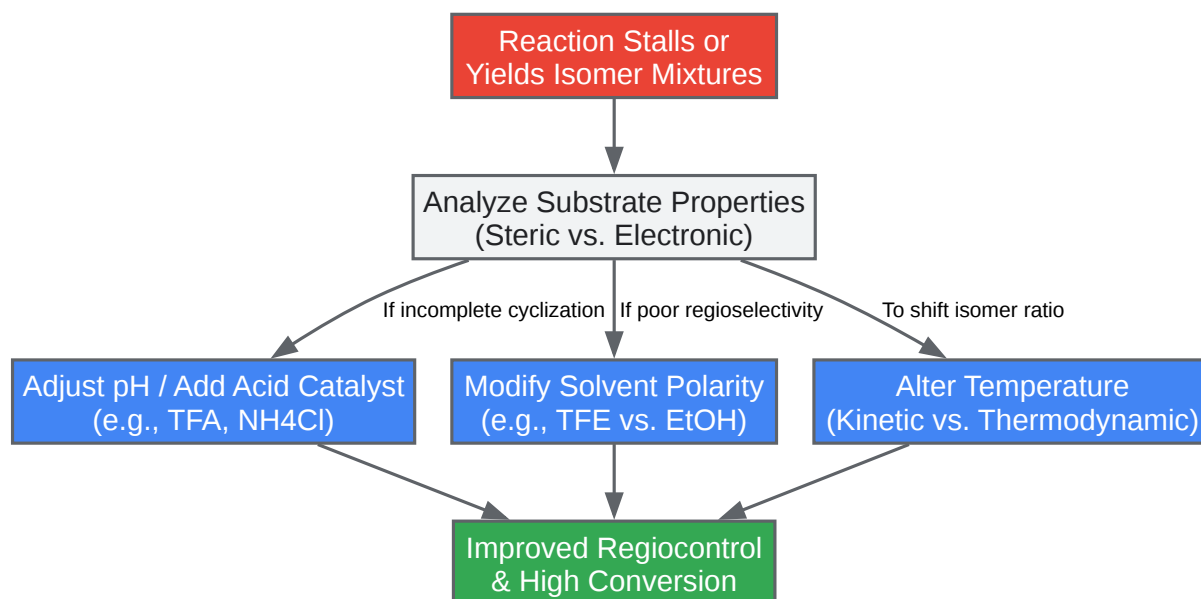 Reaction Stalls or
Yields Isomer Mixtures
Analyze Substrate Properties
(Steric vs. Electronic)
If incomplete cyclization
If poor regioselectivity
To shift isomer ratio
Adjust pH / Add Acid Catalyst
(e.g., TFA, NH4Cl)
Modify Solvent Polarity
(e.g., TFE vs. EtOH)
Alter Temperature
(Kinetic vs. Thermodynamic)
Improved Regiocontrol
& High Conversion